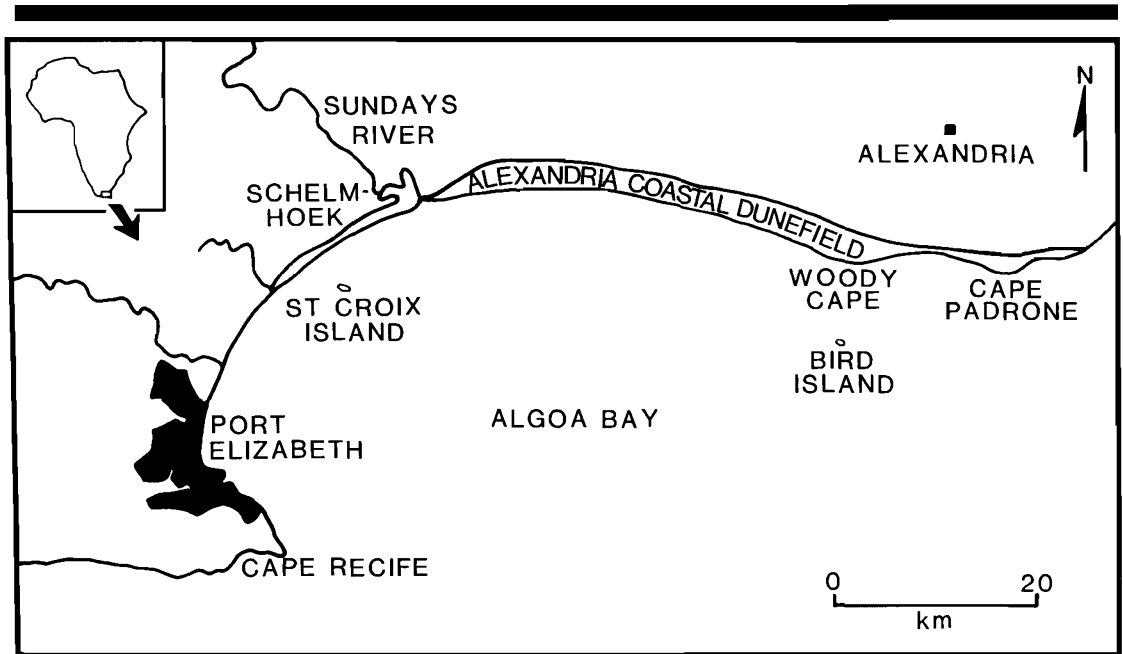 N
SUNDAYS
RIVER
ALEXANDRIA
SCHELM-
HOEK
ALEXANDRIA COASTAL DUNEFIELD
WOODY
CAPE
CAPE
PADRONE
ST CROIX
ISLAND
BIRD
ISLAND
ALGOA BAY
PORT
ELIZABETH
CAPE RECIFE
0 20
km